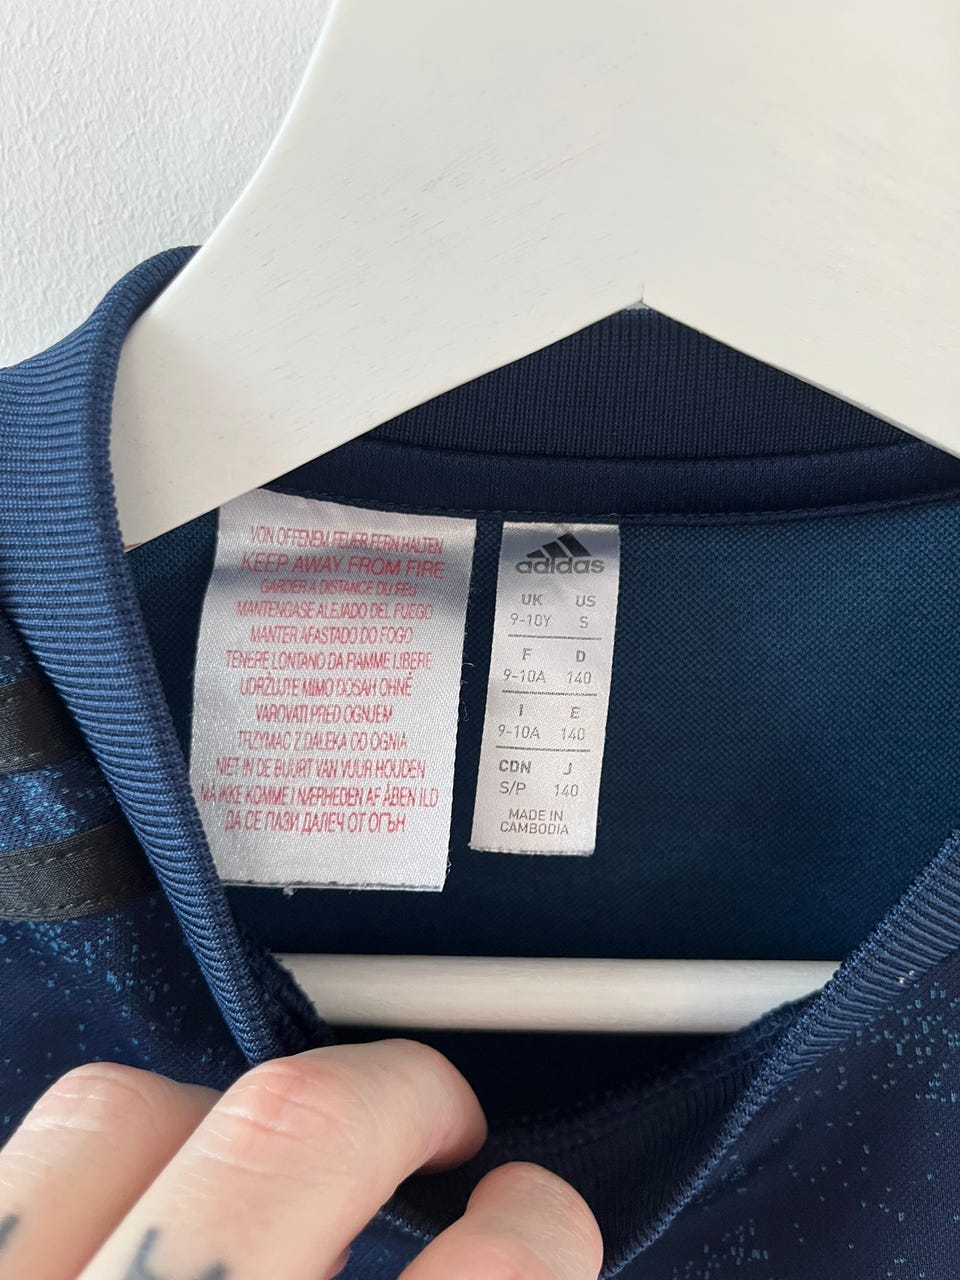 VON OFFENEM FEUER FERN HALTEN
KEEP AWAY FROM FIRE
GARDER A DISTANCE DU FEU
MANTENGASE ALEJADO DEL FUEGO
MANTER AFASTADO DO FOGO
TENERE LONTANO DA FIAMME LIBERE
UDRŽUJTE MIMO DOSAH OHNĚ
VAROVATI PRED OGNJEM
TRZYMAC Z DALEKA OD OGNIA
NIET IN DE BUURT VAN VUUR HOUDEN
MÅ IKKE KOMME I NÆRHEDEN AF ÅBEN ILD
ДА СЕ ПАЗИ ДАЛЕЧ ОТ ОГЪН
adidas
UK US
9-10Y S
F D
9-10A 140
I E
9-10A 140
CDN J
S/P 140
MADE IN
CAMBODIA